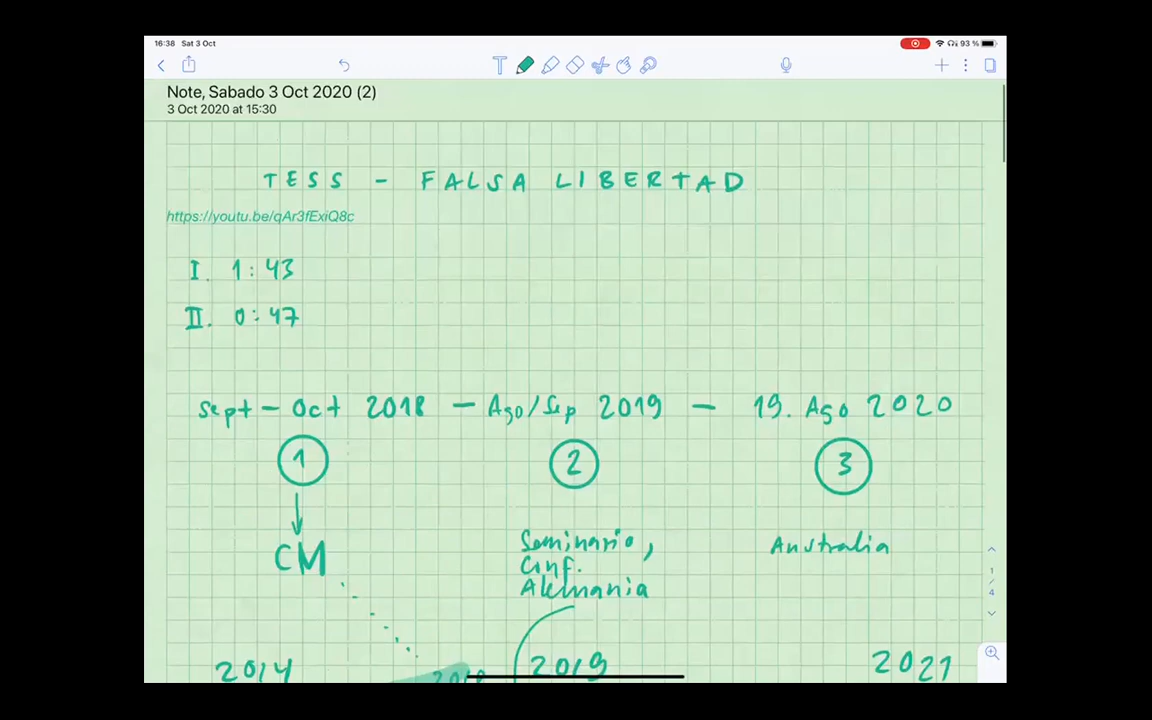 16:38 Sat 3 Oct 93 %
Note, Sabado 3 Oct 2020 (2)
3 Oct 2020 at 15:30
TESS - FALSA LIBERTAD
https://youtu.be/qAr3fExiQ8c
I. 1:43
II. 0:47
Sept - Oct 2018 - Ago/Sep 2019 - 19. Ago 2020
1 2 3
CM
Seminario,
Conf.
Alemania
Australia
1
/
4
2014 2019 2021